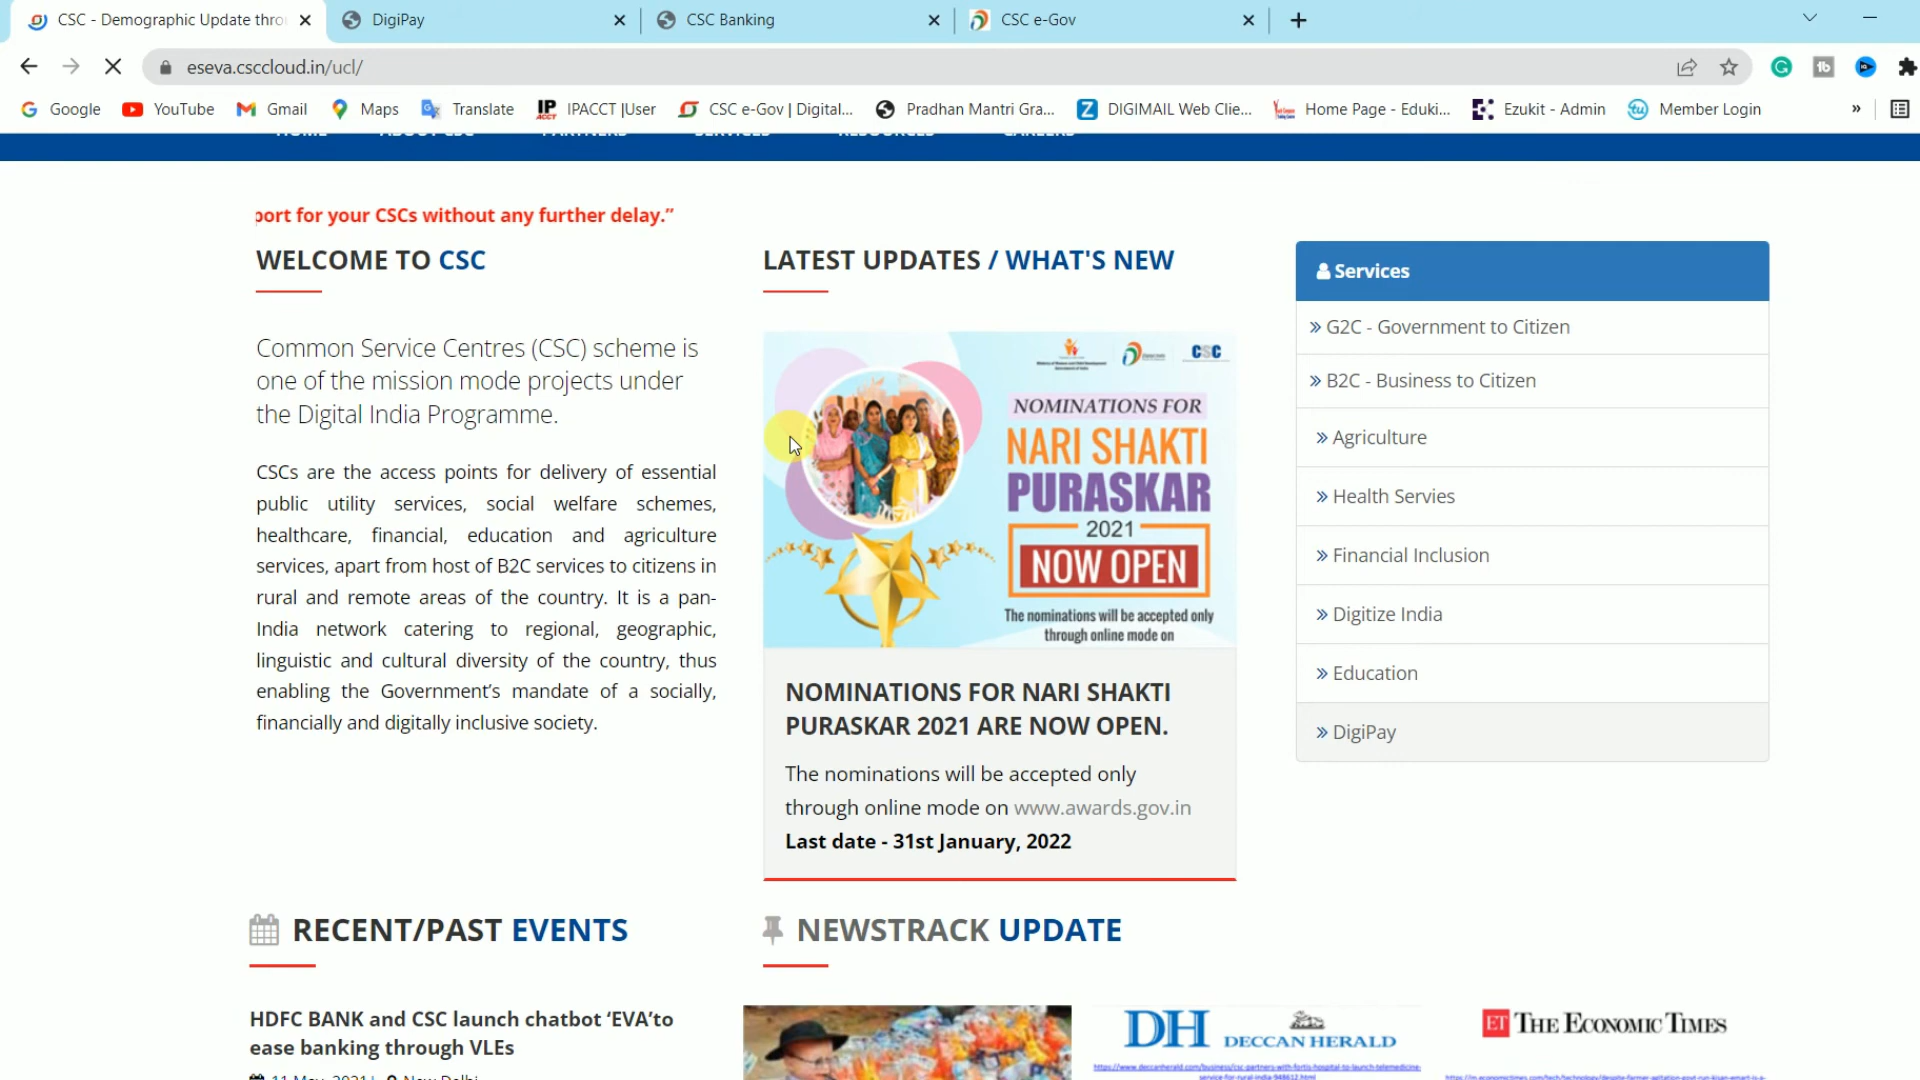 CSC - Demographic Update thro
DigiPay
CSC Banking
CSC e-Gov
eseva.csccloud.in/ucl/
Google
YouTube
Gmail
Maps
Translate
IPACCT |User
CSC e-Gov | Digital...
Pradhan Mantri Gra...
DIGIMAIL Web Clie...
Home Page - Eduki...
Ezukit - Admin
Member Login
HOME ABOUT CSC PARTNERS SERVICES RESOURCES CAREERS
port for your CSCs without any further delay.”
WELCOME TO CSC
Common Service Centres (CSC) scheme is
one of the mission mode projects under
the Digital India Programme.
CSCs are the access points for delivery of essential
public utility services, social welfare schemes,
healthcare, financial, education and agriculture
services, apart from host of B2C services to citizens in
rural and remote areas of the country. It is a pan-
India network catering to regional, geographic,
linguistic and cultural diversity of the country, thus
enabling the Government’s mandate of a socially,
financially and digitally inclusive society.
LATEST UPDATES / WHAT'S NEW
CSC
NOMINATIONS FOR
NARI SHAKTI
PURASKAR
2021
NOW OPEN
The nominations will be accepted only
through online mode on
NOMINATIONS FOR NARI SHAKTI
PURASKAR 2021 ARE NOW OPEN.
The nominations will be accepted only
through online mode on www.awards.gov.in
Last date - 31st January, 2022
Services
G2C - Government to Citizen
B2C - Business to Citizen
Agriculture
Health Servies
Financial Inclusion
Digitize India
Education
DigiPay
RECENT/PAST EVENTS
HDFC BANK and CSC launch chatbot ‘EVA’to
ease banking through VLEs
11 May, 2021 | New Delhi
NEWSTRACK UPDATE
DH DECCAN HERALD
ET THE ECONOMIC TIMES